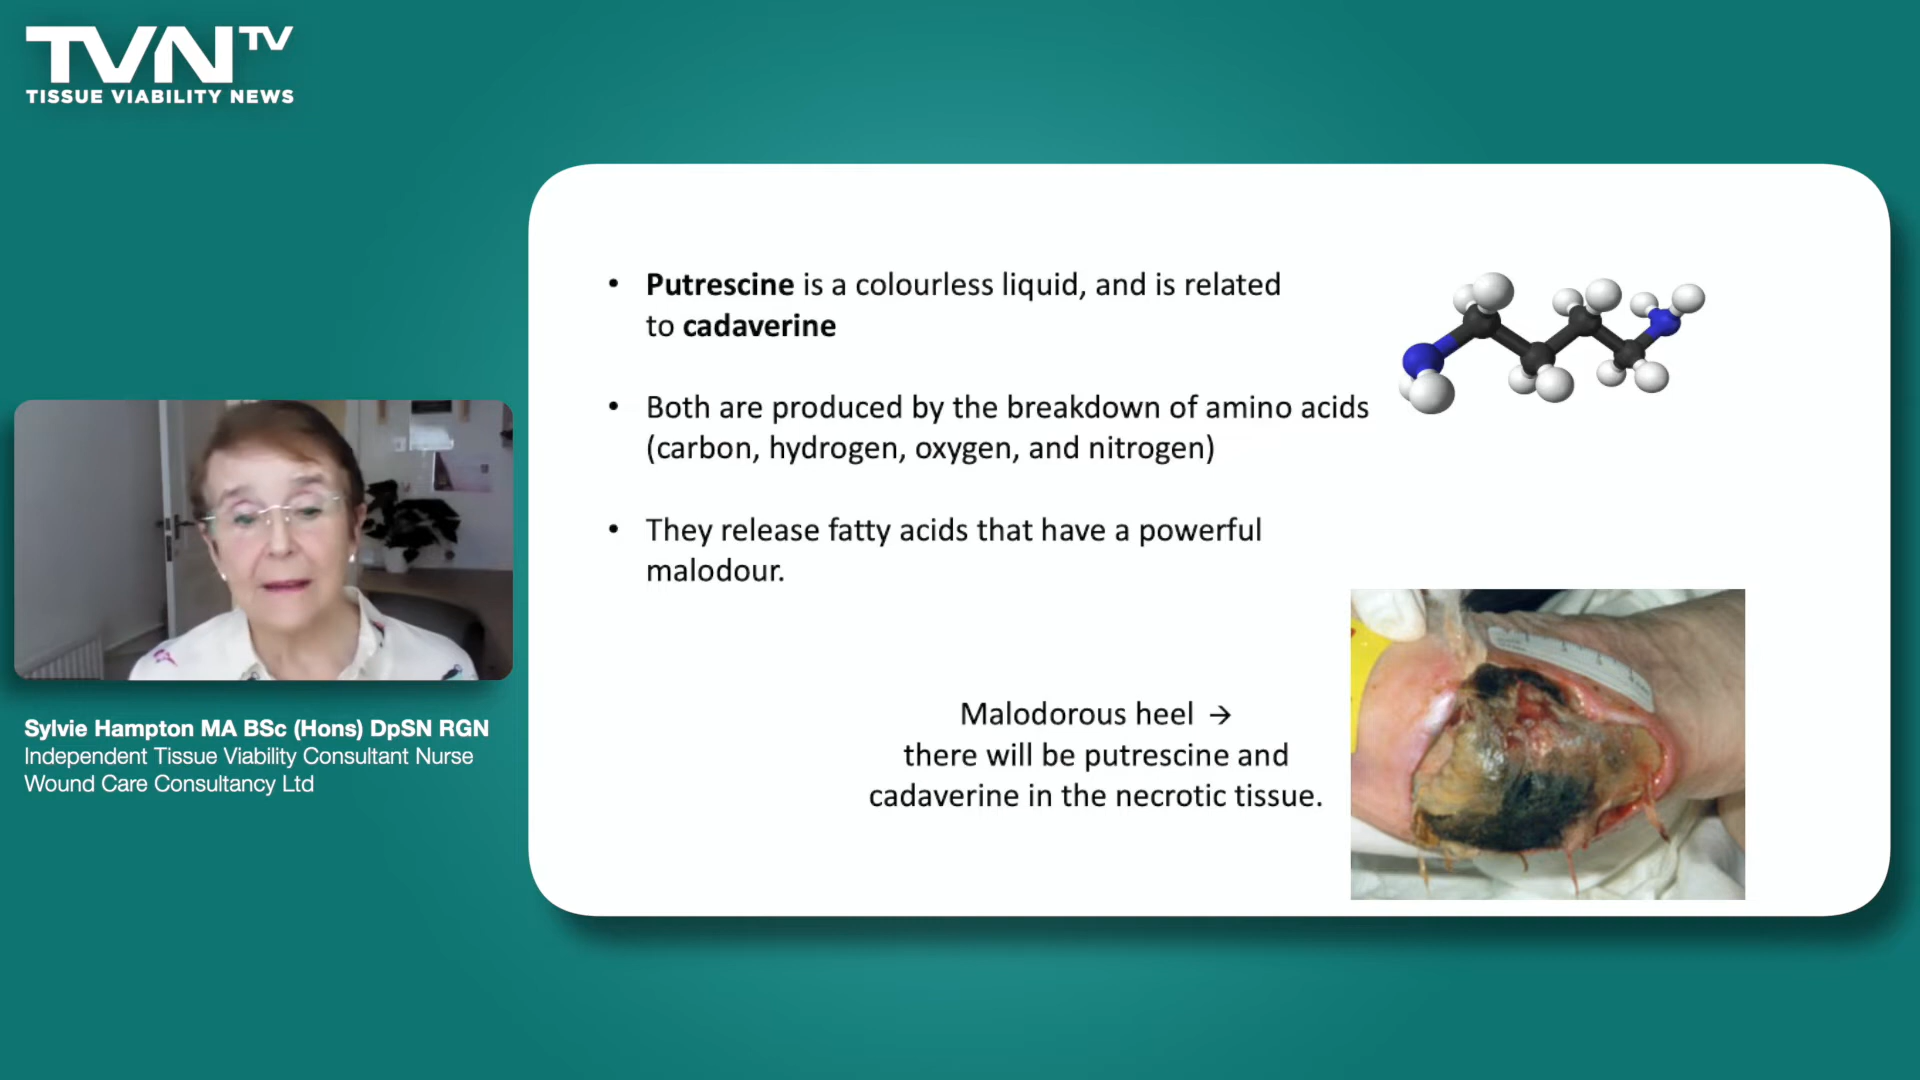 TVN TV
TISSUE VIABILITY NEWS
• Putrescine is a colourless liquid, and is related
to cadaverine
• Both are produced by the breakdown of amino acids
(carbon, hydrogen, oxygen, and nitrogen)
• They release fatty acids that have a powerful
malodour.
Malodorous heel →
there will be putrescine and
cadaverine in the necrotic tissue.
Sylvie Hampton MA BSc (Hons) DpSN RGN
Independent Tissue Viability Consultant Nurse
Wound Care Consultancy Ltd